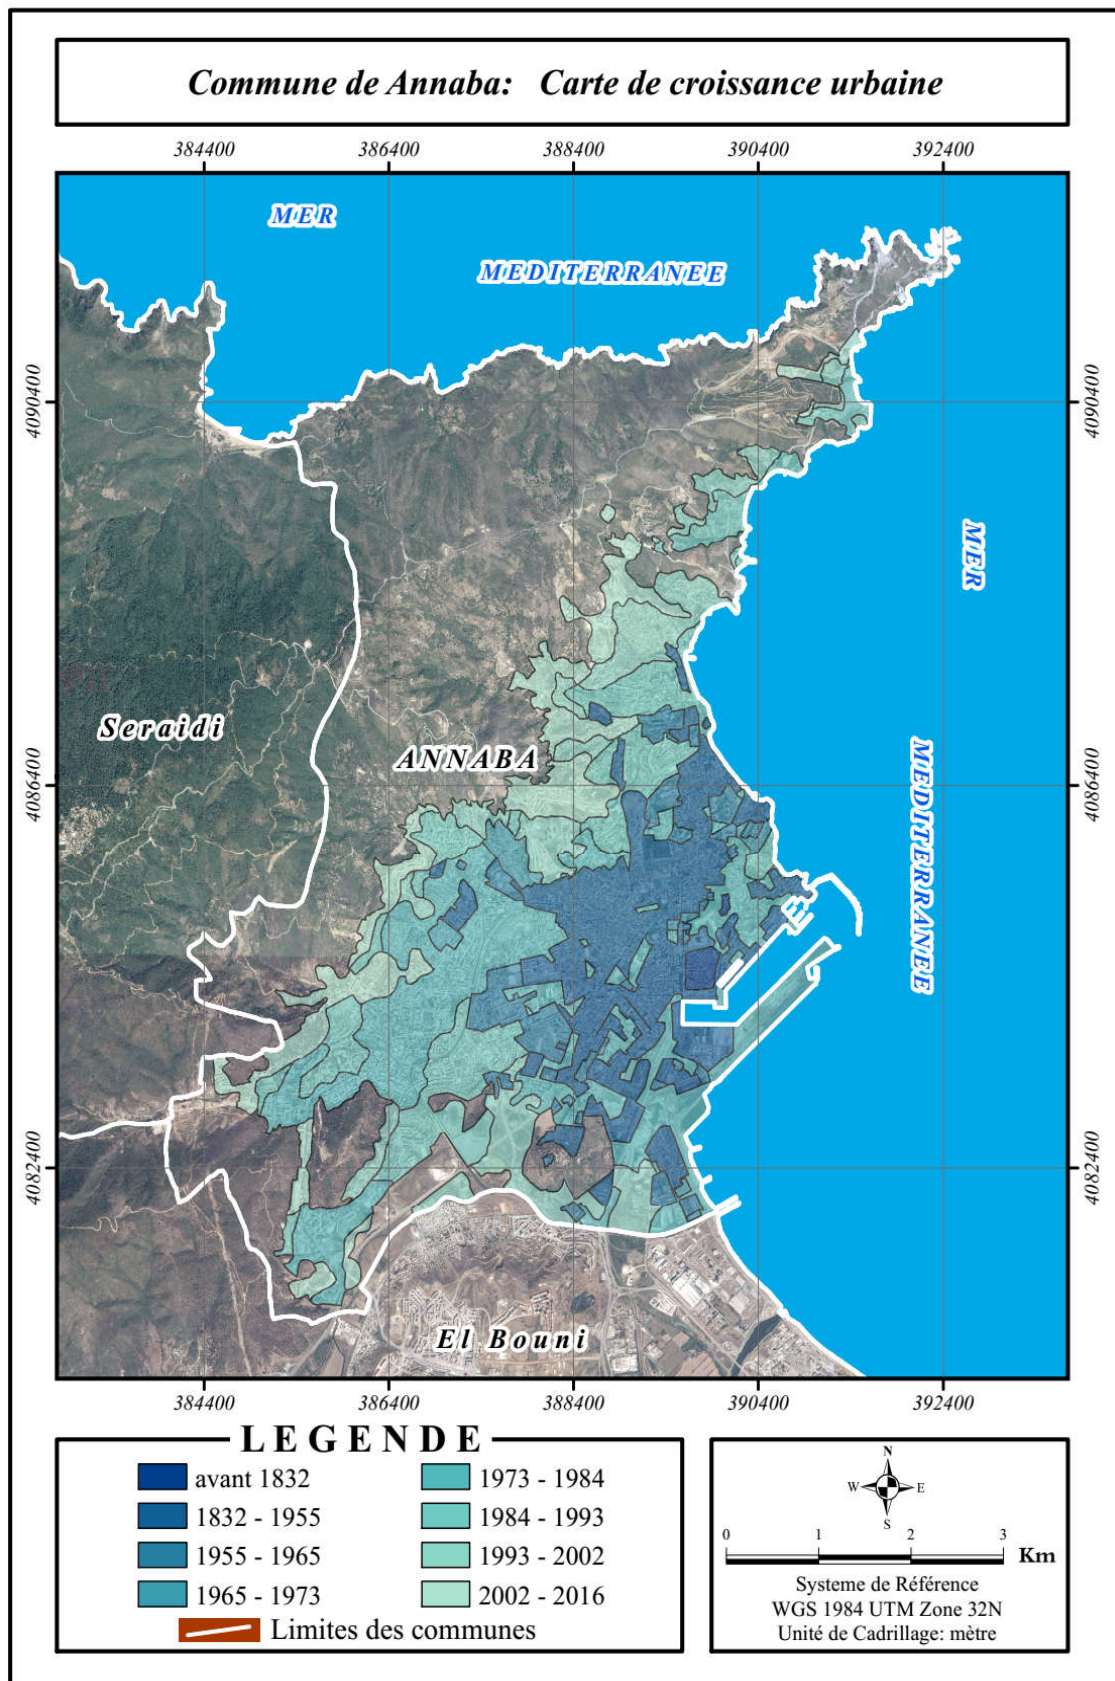 Commune de Annaba: Carte de croissance urbaine
384400 386400 388400 390400 392400
MER
MEDITERRANEE
4090400
4090400
MER
Seraidi
ANNABA
4086400
4086400
MEDITERRANEE
4082400
4082400
El Bouni
384400 386400 388400 390400 392400
LEGENDE
avant 1832
1832 - 1955
1955 - 1965
1965 - 1973
1973 - 1984
1984 - 1993
1993 - 2002
2002 - 2016
Limites des communes
N
W E
S
0 1 2 3
Km
Systeme de Référence
WGS 1984 UTM Zone 32N
Unité de Cadrillage: mètre